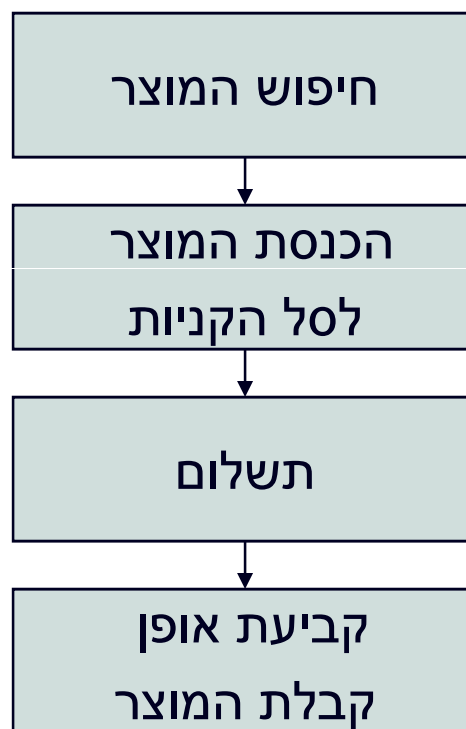 חיפוש המוצר
הכנסת המוצר
לסל הקניות
תשלום
קביעת אופן
קבלת המוצר